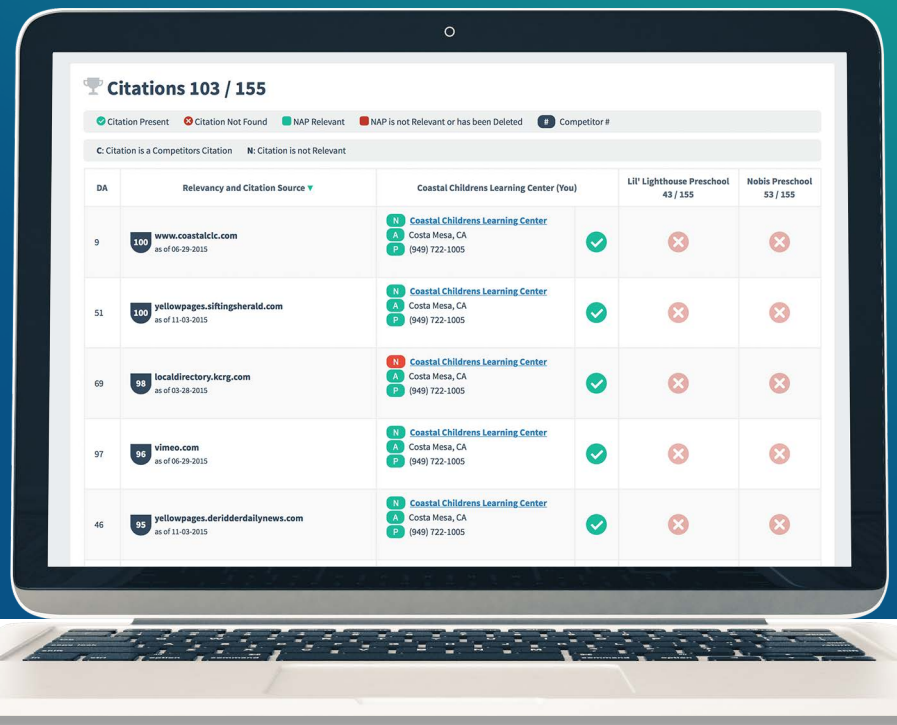 Citations 103 / 155
Citation Present Citation Not Found NAP Relevant NAP is not Relevant or has been Deleted # Competitor #
C: Citation is a Competitors Citation N: Citation is not Relevant
DA Relevancy and Citation Source Coastal Childrens Learning Center (You) Lil' Lighthouse Preschool Nobis Preschool
43 / 155 53 / 155
9 100 www.coastalclc.com
as of 06-29-2015
N Coastal Childrens Learning Center
A Costa Mesa, CA
P (949) 722-1005
51 100 yellowpages.siftingsherald.com
as of 11-03-2015
N Coastal Childrens Learning Center
A Costa Mesa, CA
P (949) 722-1005
69 98 localdirectory.kcrg.com
as of 03-28-2015
N Coastal Childrens Learning Center
A Costa Mesa, CA
P (949) 722-1005
97 96 vimeo.com
as of 06-29-2015
N Coastal Childrens Learning Center
A Costa Mesa, CA
P (949) 722-1005
46 95 yellowpages.deridderdailynews.com
as of 11-03-2015
N Coastal Childrens Learning Center
A Costa Mesa, CA
P (949) 722-1005
option command command option